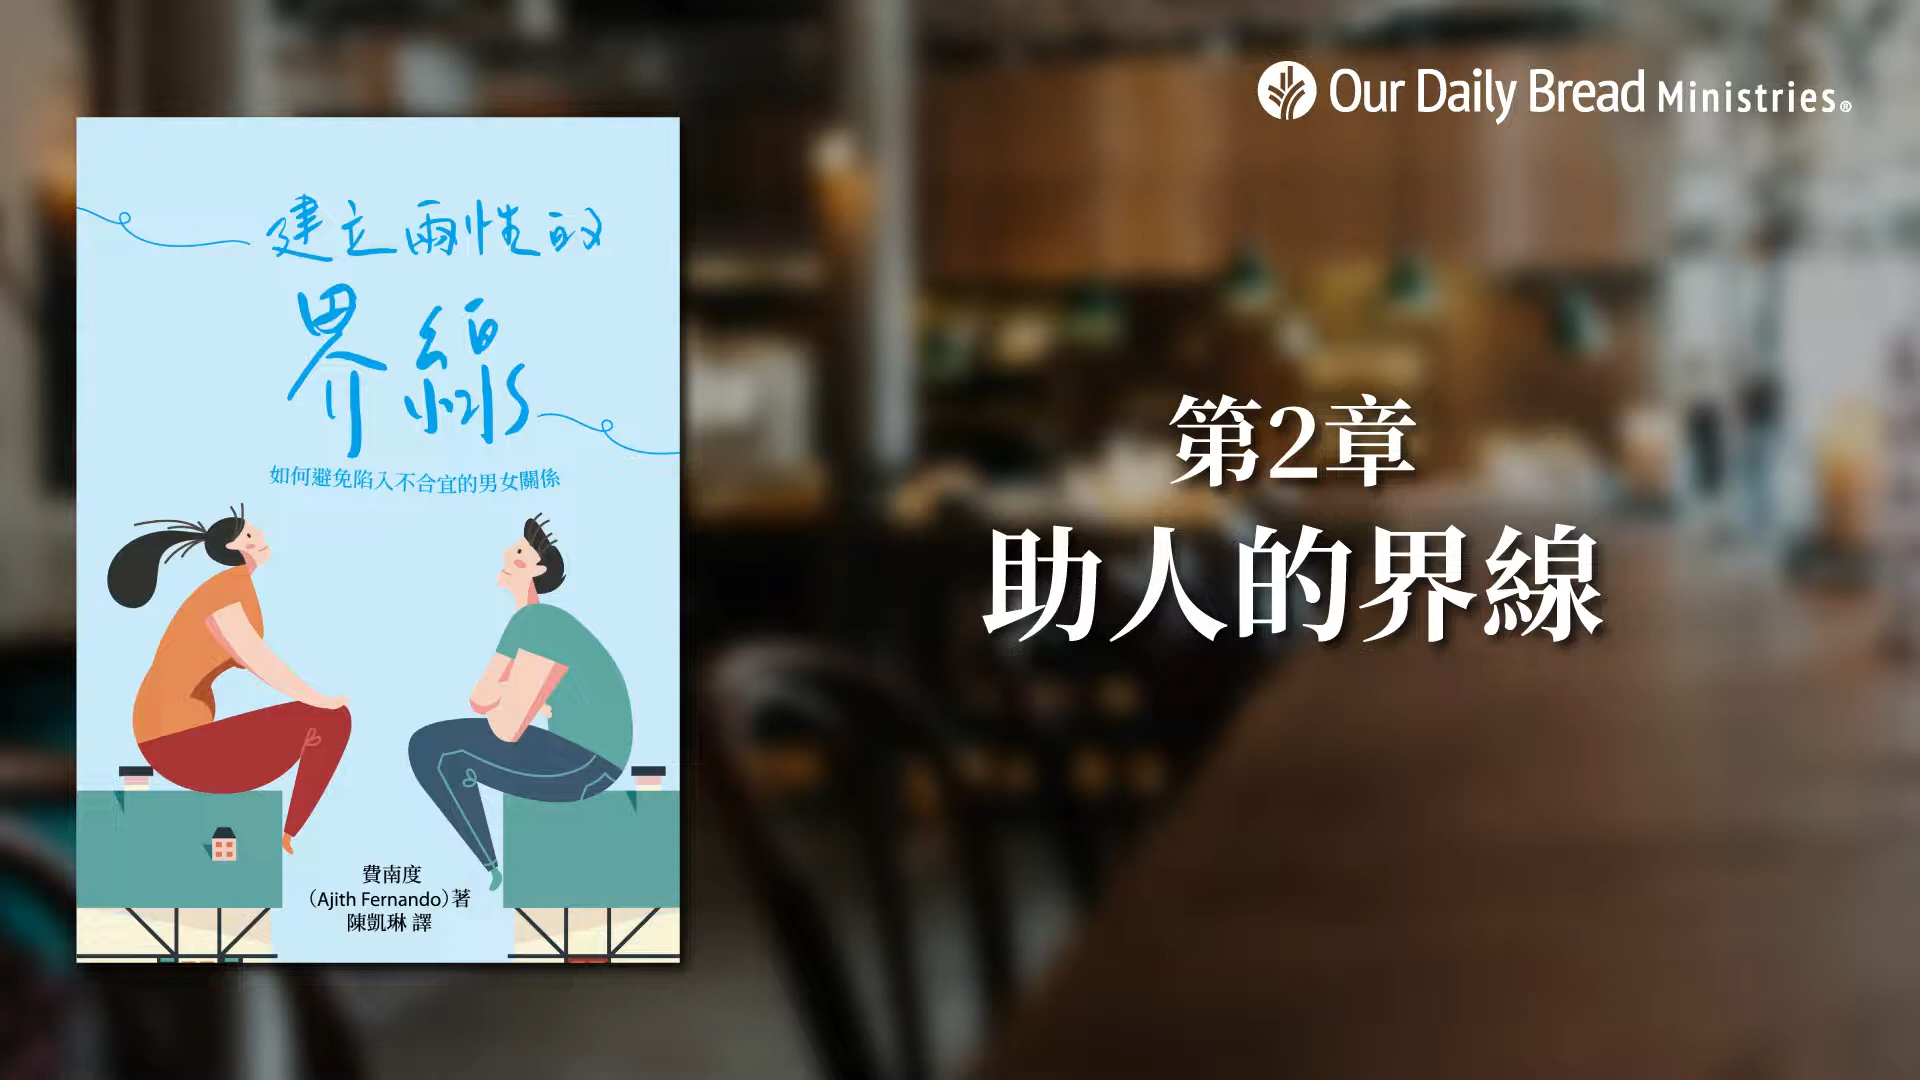 Our Daily Bread Ministries®
建立兩性的
界線
如何避免陷入不合宜的男女關係
費南度
（Ajith Fernando）著
陳凱琳 譯
第2章
助人的界線